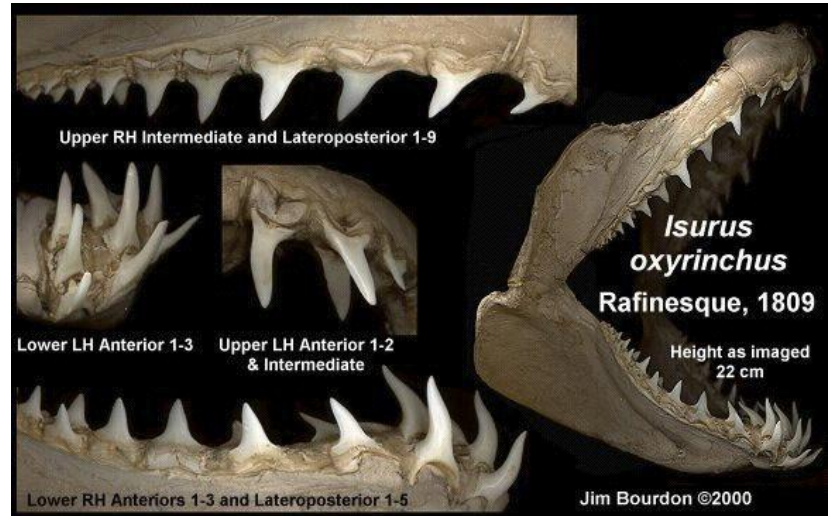 Upper RH Intermediate and Lateroposterior 1-9
Lower LH Anterior 1-3
Upper LH Anterior 1-2
& Intermediate
Isurus
oxyrinchus
Rafinesque, 1809
Height as imaged
22 cm
Lower RH Anteriors 1-3 and Lateroposterior 1-5
Jim Bourdon ©2000